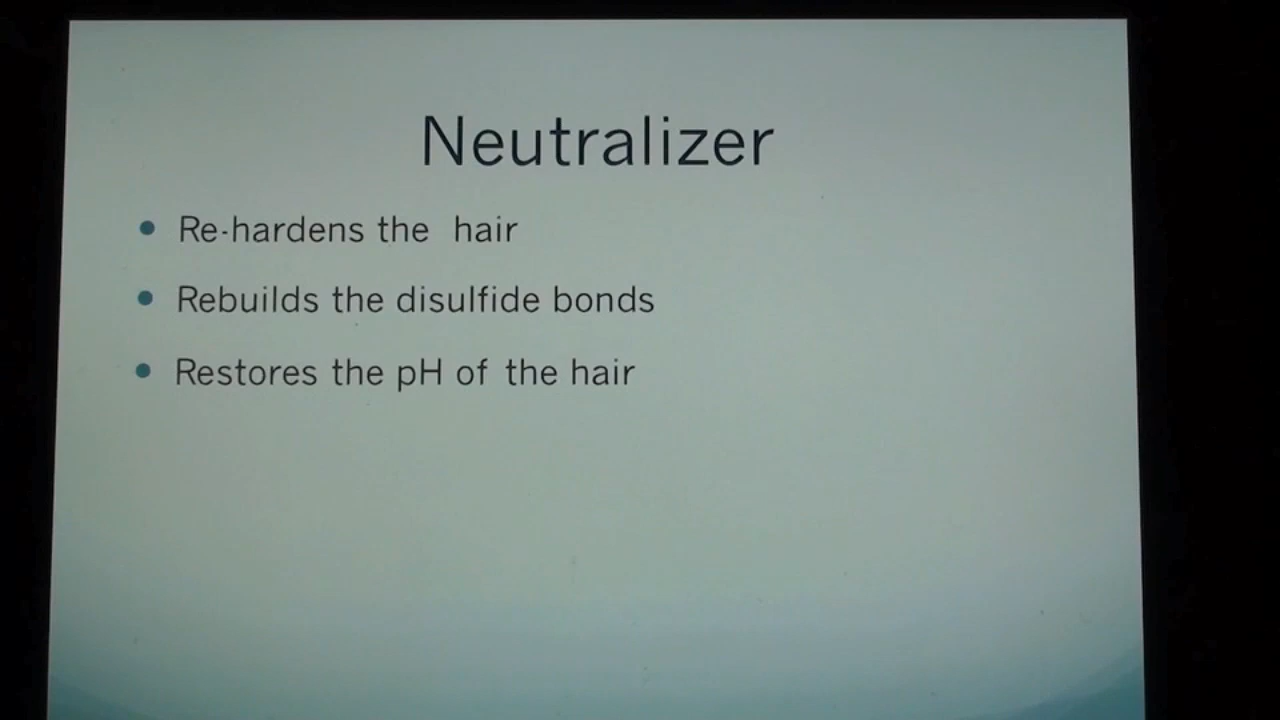 Neutralizer
• Re-hardens the hair
• Rebuilds the disulfide bonds
• Restores the pH of the hair